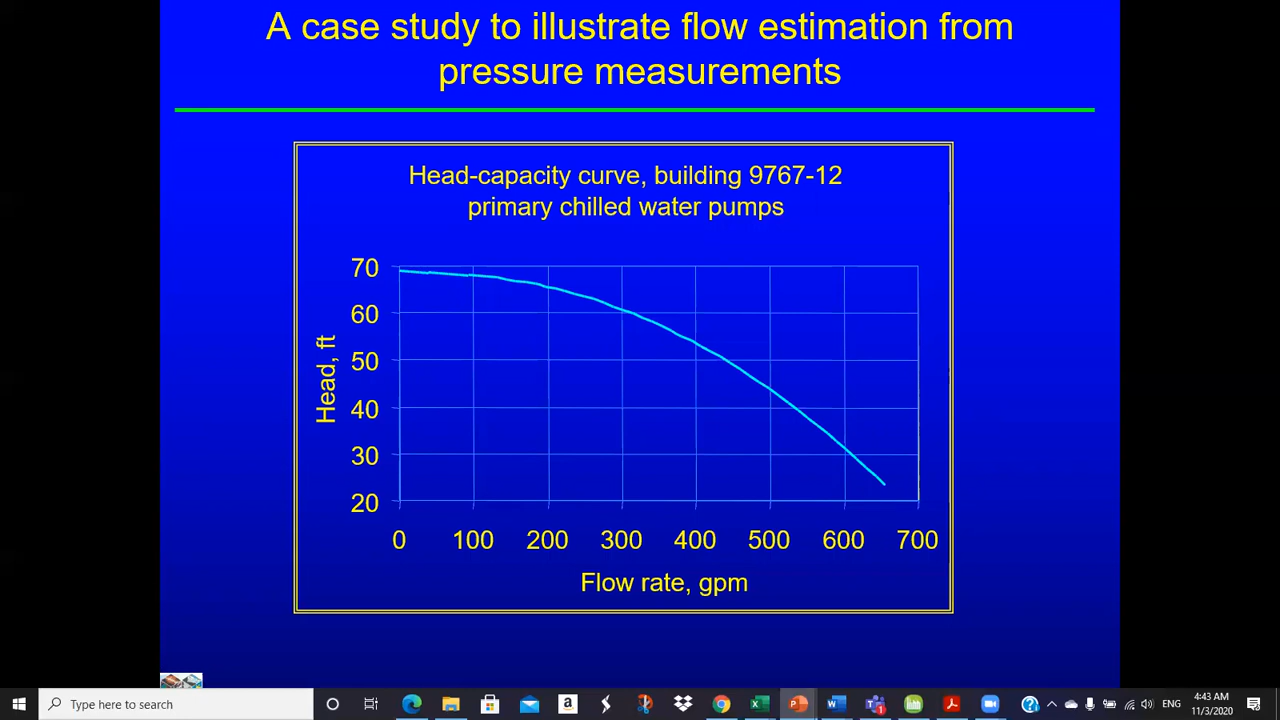 A case study to illustrate flow estimation from
pressure measurements
Head-capacity curve, building 9767-12
primary chilled water pumps
70
60
50
40
30
20
Head, ft
0 100 200 300 400 500 600 700
Flow rate, gpm
Type here to search
ENG
4:43 AM
11/3/2020